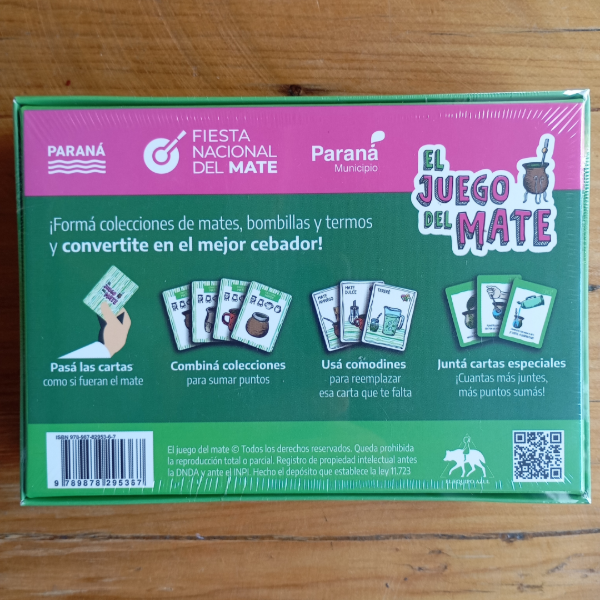 PARANÁ
FIESTA
NACIONAL
DEL MATE
Paraná
Municipio
EL
JUEGO
DEL MATE
¡Formá colecciones de mates, bombillas y termos
y convertite en el mejor cebador!
Pasá las cartas
como si fueran el mate
Combiná colecciones
para sumar puntos
Usá comodines
para reemplazar
esa carta que te falta
Juntá cartas especiales
¡Cuantas más juntes,
más puntos sumás!
El juego del mate © Todos los derechos reservados. Queda prohibida
la reproducción total o parcial. Registro de propiedad intelectual antes
la DNDA y ante el INPI. Hecho el depósito que establece la ley 11.723